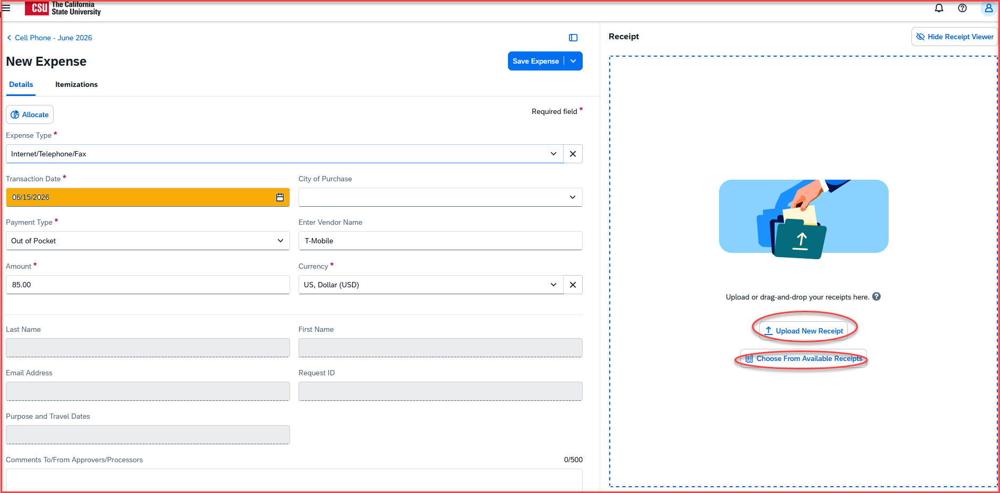 CSU The California
State University
Cell Phone - June 2026
New Expense
Save Expense
Details
Itemizations
Allocate
Required field *
Expense Type *
Internet/Telephone/Fax
Transaction Date *
City of Purchase
06/15/2026
Payment Type *
Enter Vendor Name
Out of Pocket
T-Mobile
Amount *
Currency *
85.00
US, Dollar (USD)
Last Name
First Name
Email Address
Request ID
Purpose and Travel Dates
Comments To/From Approvers/Processors
0/500
Receipt
Hide Receipt Viewer
Upload or drag-and-drop your receipts here.
Upload New Receipt
Choose From Available Receipts